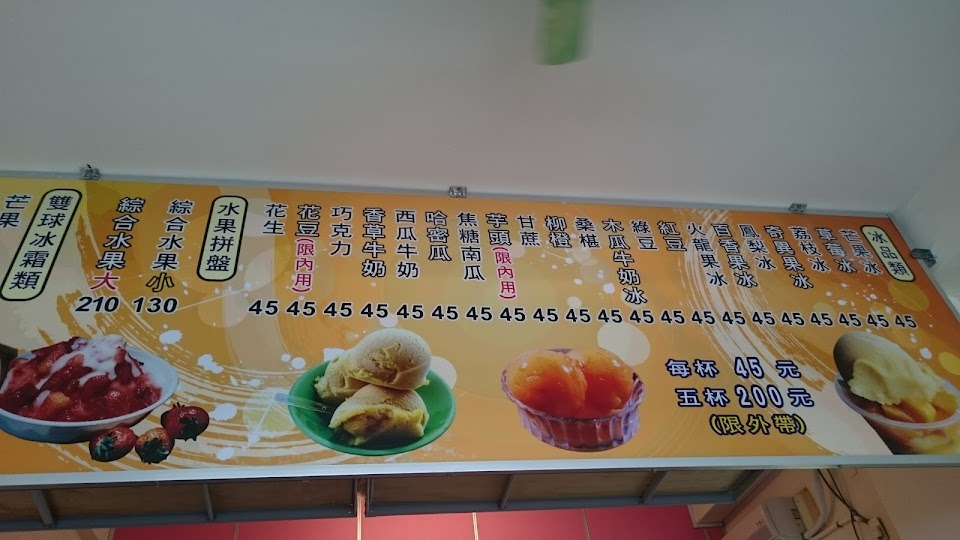 冰品類
芒果冰 45
草莓冰 45
荔枝冰 45
奇異果冰 45
鳳梨冰 45
百香果冰 45
火龍果冰 45
紅豆 45
綠豆 45
木瓜牛奶冰 45
桑椹 45
柳橙 45
甘蔗 45
芋頭(限內用) 45
焦糖南瓜 45
哈密瓜 45
西瓜牛奶 45
香草牛奶 45
巧克力 45
花豆(限內用) 45
花生 45
水果拼盤
綜合水果小 130
綜合水果大 210
雙球冰霜類
芒果
每杯 45 元
五杯 200 元
(限外帶)